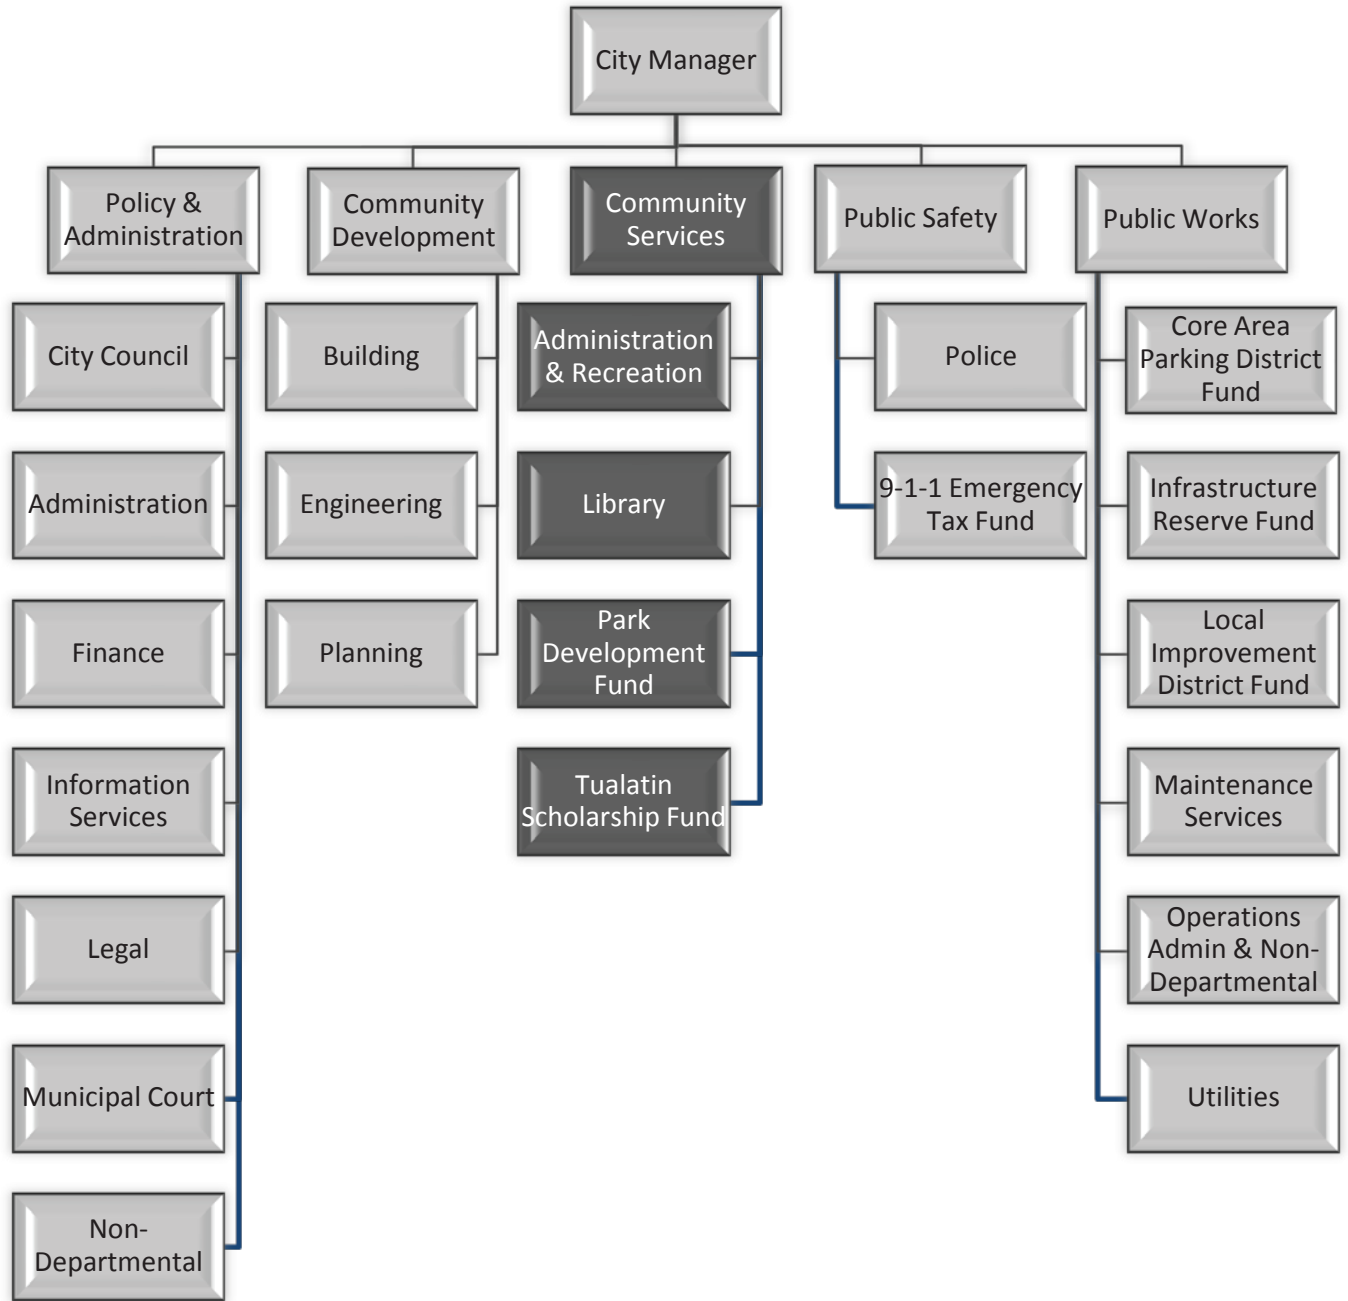 City Manager
Policy &
Administration
Community
Development
Community
Services
Public Safety
Public Works
City Council
Administration
Finance
Information
Services
Legal
Municipal Court
Non-
Departmental
Building
Engineering
Planning
Administration
& Recreation
Library
Park
Development
Fund
Tualatin
Scholarship Fund
Police
9-1-1 Emergency
Tax Fund
Core Area
Parking District
Fund
Infrastructure
Reserve Fund
Local
Improvement
District Fund
Maintenance
Services
Operations
Admin & Non-
Departmental
Utilities